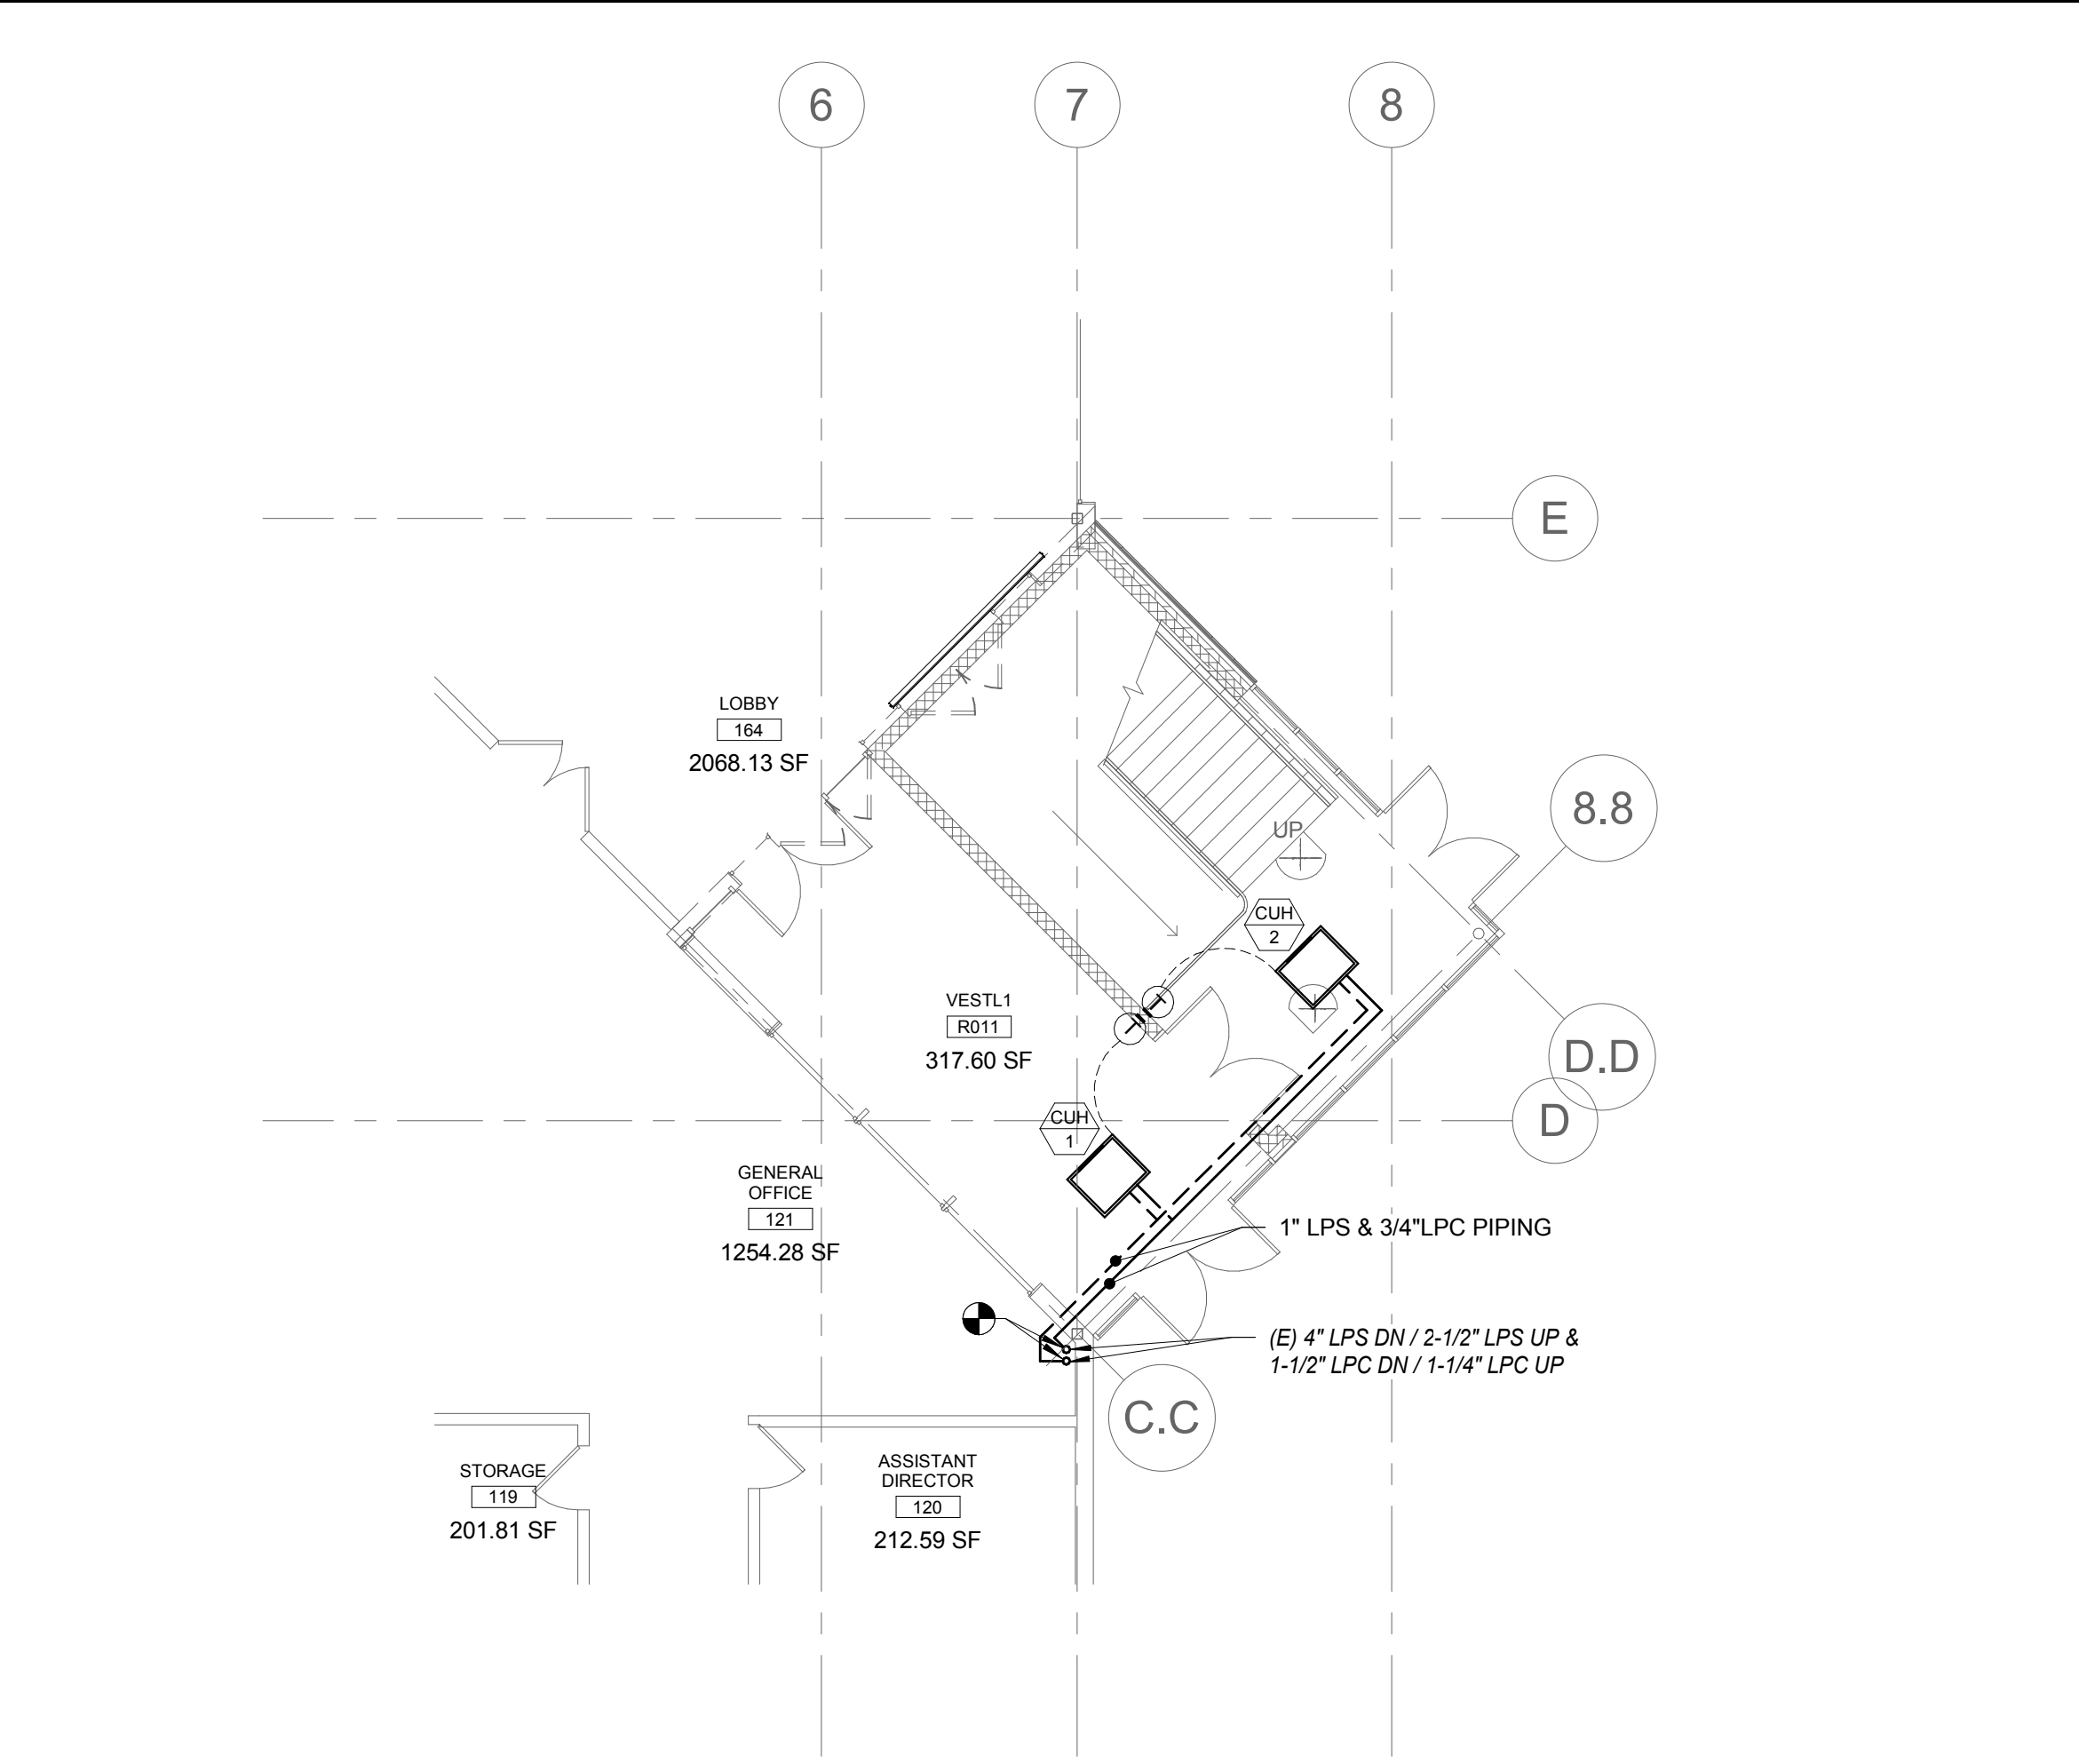 6
7
8
E
LOBBY
164
2068.13 SF
8.8
UP
CUH
2
VESTL1
R011
317.60 SF
D.D
D
CUH
1
GENERAL
OFFICE
121
1254.28 SF
1" LPS & 3/4"LPC PIPING
(E) 4" LPS DN / 2-1/2" LPS UP &
1-1/2" LPC DN / 1-1/4" LPC UP
C.C
STORAGE
119
201.81 SF
ASSISTANT
DIRECTOR
120
212.59 SF
T
T